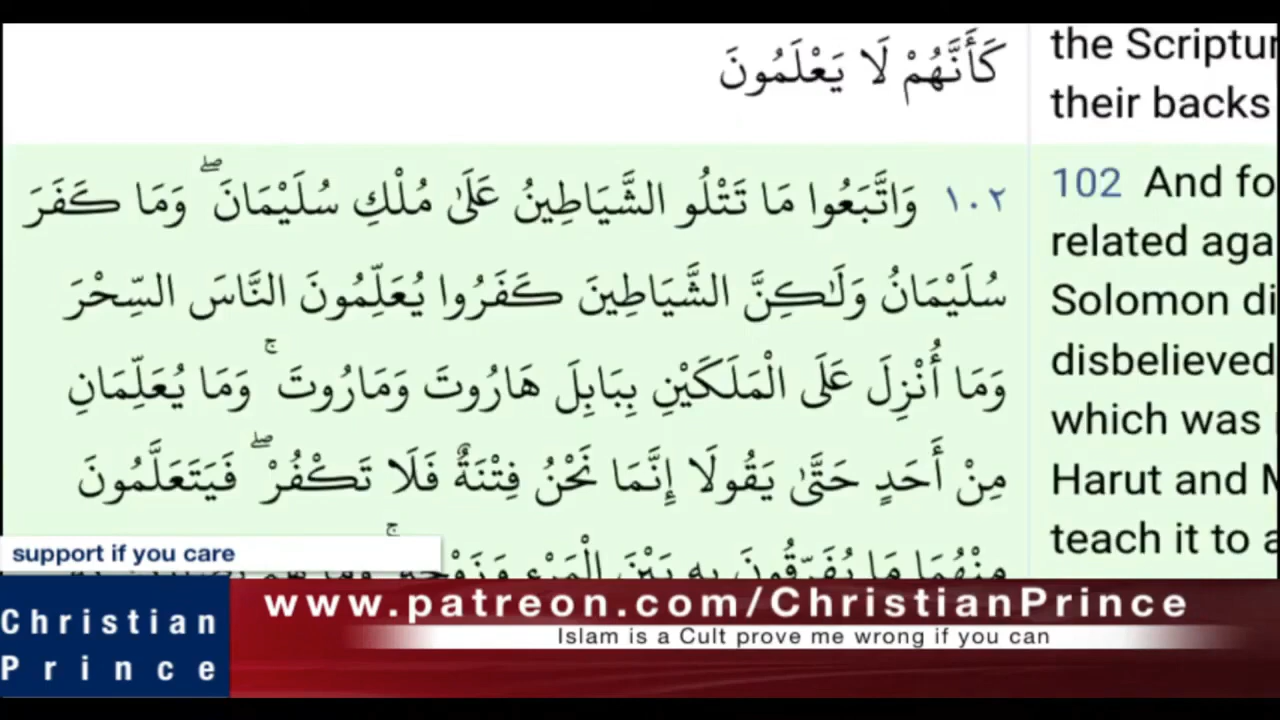 كَأَنَّهُمْ لَا يَعْلَمُونَ
the Scriptur
their backs
١٠٢ وَاتَّبَعُوا مَا تَتْلُو الشَّيَاطِينُ عَلَىٰ مُلْكِ سُلَيْمَانَ ۖ وَمَا كَفَرَ
سُلَيْمَانُ وَلَٰكِنَّ الشَّيَاطِينَ كَفَرُوا يُعَلِّمُونَ النَّاسَ السِّحْرَ
وَمَا أُنْزِلَ عَلَى الْمَلَكَيْنِ بِبَابِلَ هَارُوتَ وَمَارُوتَ ۚ وَمَا يُعَلِّمَانِ
مِنْ أَحَدٍ حَتَّىٰ يَقُولَا إِنَّمَا نَحْنُ فِتْنَةٌ فَلَا تَكْفُرْ ۖ فَيَتَعَلَّمُونَ
مِنْهُمَا مَا يُفَرِّقُونَ بِهِ بَيْنَ الْمَرْءِ وَزَوْجِهِ ۚ
102 And fo
related aga
Solomon di
disbelieved
which was
Harut and M
teach it to a
support if you care
Christian
Prince
www.patreon.com/ChristianPrince
Islam is a Cult prove me wrong if you can